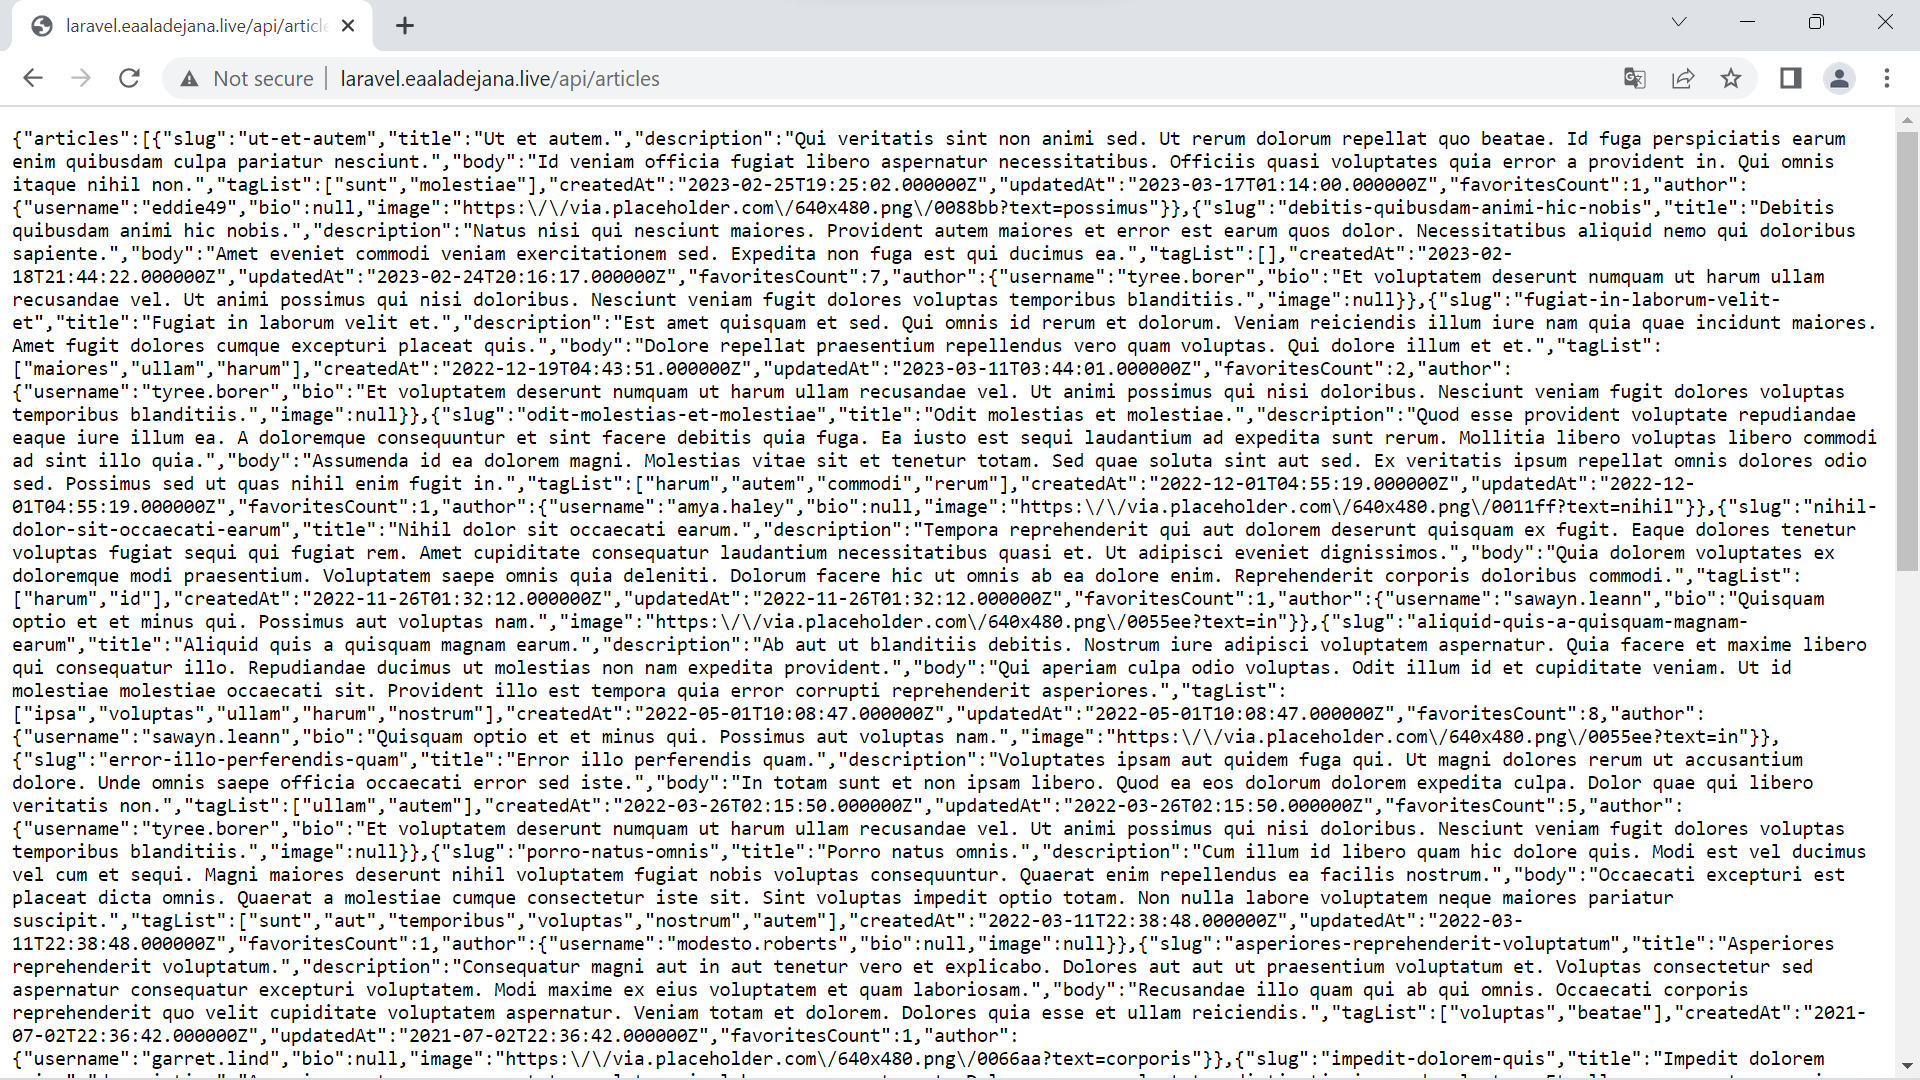 laravel.eaaladejana.live/api/article
Not secure | laravel.eaaladejana.live/api/articles
{"articles":[{"slug":"ut-et-autem","title":"Ut et autem.","description":"Qui veritatis sint non animi sed. Ut rerum dolorum repellat quo beatae. Id fuga perspiciatis earum
enim quibusdam culpa pariatur nesciunt.","body":"Id veniam officia fugiat libero aspernatur necessitatibus. Officiis quasi voluptates quia error a provident in. Qui omnis
itaque nihil non.","tagList":["sunt","molestiae"],"createdAt":"2023-02-25T19:25:02.000000Z","updatedAt":"2023-03-17T01:14:00.000000Z","favoritesCount":1,"author":
{"username":"eddie49","bio":null,"image":"https:\/\/via.placeholder.com\/640x480.png\/0088bb?text=possimus"}},{"slug":"debitis-quibusdam-animi-hic-nobis","title":"Debitis
quibusdam animi hic nobis.","description":"Natus nisi qui nesciunt maiores. Provident autem maiores et error est earum quos dolor. Necessitatibus aliquid nemo qui doloribus
sapiente.","body":"Amet eveniet commodi veniam exercitationem sed. Expedita non fuga est qui ducimus ea.","tagList":[],"createdAt":"2023-02-
18T21:44:22.000000Z","updatedAt":"2023-02-24T20:16:17.000000Z","favoritesCount":7,"author":{"username":"tyree.borer","bio":"Et voluptatem deserunt numquam ut harum ullam
recusandae vel. Ut animi possimus qui nisi doloribus. Nesciunt veniam fugit dolores voluptas temporibus blanditiis.","image":null}},{"slug":"fugiat-in-laborum-velit-
et","title":"Fugiat in laborum velit et.","description":"Est amet quisquam et sed. Qui omnis id rerum et dolorum. Veniam reiciendis illum iure nam quia quae incidunt maiores.
Amet fugit dolores cumque excepturi placeat quis.","body":"Dolore repellat praesentium repellendus vero quam voluptas. Qui dolore illum et et.","tagList":
["maiores","ullam","harum"],"createdAt":"2022-12-19T04:43:51.000000Z","updatedAt":"2023-03-11T03:44:01.000000Z","favoritesCount":2,"author":
{"username":"tyree.borer","bio":"Et voluptatem deserunt numquam ut harum ullam recusandae vel. Ut animi possimus qui nisi doloribus. Nesciunt veniam fugit dolores voluptas
temporibus blanditiis.","image":null}},{"slug":"odit-molestias-et-molestiae","title":"Odit molestias et molestiae.","description":"Quod esse provident voluptate repudiandae
eaque iure illum ea. A doloremque consequuntur et sint facere debitis quia fuga. Ea iusto est sequi laudantium ad expedita sunt rerum. Mollitia libero voluptas libero commodi
ad sint illo quia.","body":"Assumenda id ea dolorem magni. Molestias vitae sit et tenetur totam. Sed quae soluta sint aut sed. Ex veritatis ipsum repellat omnis dolores odio
sed. Possimus sed ut quas nihil enim fugit in.","tagList":["harum","autem","commodi","rerum"],"createdAt":"2022-12-01T04:55:19.000000Z","updatedAt":"2022-12-
01T04:55:19.000000Z","favoritesCount":1,"author":{"username":"amya.haley","bio":null,"image":"https:\/\/via.placeholder.com\/640x480.png\/0011ff?text=nihil"}},{"slug":"nihil-
dolor-sit-occaecati-earum","title":"Nihil dolor sit occaecati earum.","description":"Tempora reprehenderit qui aut dolorem deserunt quisquam ex fugit. Eaque dolores tenetur
voluptas fugiat sequi qui fugiat rem. Amet cupiditate consequatur laudantium necessitatibus quasi et. Ut adipisci eveniet dignissimos.","body":"Quia dolorem voluptates ex
doloremque modi praesentium. Voluptatem saepe omnis quia deleniti. Dolorum facere hic ut omnis ab ea dolore enim. Reprehenderit corporis doloribus commodi.","tagList":
["harum","id"],"createdAt":"2022-11-26T01:32:12.000000Z","updatedAt":"2022-11-26T01:32:12.000000Z","favoritesCount":1,"author":{"username":"sawayn.leann","bio":"Quisquam
optio et et minus qui. Possimus aut voluptas nam.","image":"https:\/\/via.placeholder.com\/640x480.png\/0055ee?text=in"}},{"slug":"aliquid-quis-a-quisquam-magnam-
earum","title":"Aliquid quis a quisquam magnam earum.","description":"Ab aut ut blanditiis debitis. Nostrum iure adipisci voluptatem aspernatur. Quia facere et maxime libero
qui consequatur illo. Repudiandae ducimus ut molestias non nam expedita provident.","body":"Qui aperiam culpa odio voluptas. Odit illum id et cupiditate veniam. Ut id
molestiae molestiae occaecati sit. Provident illo est tempora quia error corrupti reprehenderit asperiores.","tagList":
["ipsa","voluptas","ullam","harum","nostrum"],"createdAt":"2022-05-01T10:08:47.000000Z","updatedAt":"2022-05-01T10:08:47.000000Z","favoritesCount":8,"author":
{"username":"sawayn.leann","bio":"Quisquam optio et et minus qui. Possimus aut voluptas nam.","image":"https:\/\/via.placeholder.com\/640x480.png\/0055ee?text=in"}},
{"slug":"error-illo-perferendis-quam","title":"Error illo perferendis quam.","description":"Voluptates ipsam aut quidem fuga qui. Ut magni dolores rerum ut accusantium
dolore. Unde omnis saepe officia occaecati error sed iste.","body":"In totam sunt et non ipsam libero. Quod ea eos dolorum dolorem expedita culpa. Dolor quae qui libero
veritatis non.","tagList":["ullam","autem"],"createdAt":"2022-03-26T02:15:50.000000Z","updatedAt":"2022-03-26T02:15:50.000000Z","favoritesCount":5,"author":
{"username":"tyree.borer","bio":"Et voluptatem deserunt numquam ut harum ullam recusandae vel. Ut animi possimus qui nisi doloribus. Nesciunt veniam fugit dolores voluptas
temporibus blanditiis.","image":null}},{"slug":"porro-natus-omnis","title":"Porro natus omnis.","description":"Cum illum id libero quam hic dolore quis. Modi est vel ducimus
vel cum et sequi. Magni maiores deserunt nihil voluptatem fugiat nobis voluptas consequuntur. Quaerat enim repellendus ea facilis nostrum.","body":"Occaecati excepturi est
placeat dicta omnis. Quaerat a molestiae cumque consectetur iste sit. Sint voluptas impedit optio totam. Non nulla labore voluptatem neque maiores pariatur
suscipit.","tagList":["sunt","aut","temporibus","voluptas","nostrum","autem"],"createdAt":"2022-03-11T22:38:48.000000Z","updatedAt":"2022-03-
11T22:38:48.000000Z","favoritesCount":1,"author":{"username":"modesto.roberts","bio":null,"image":null}},{"slug":"asperiores-reprehenderit-voluptatum","title":"Asperiores
reprehenderit voluptatum.","description":"Consequatur magni aut in aut tenetur vero et explicabo. Dolores aut aut ut praesentium voluptatum et. Voluptas consectetur sed
aspernatur consequatur excepturi voluptatem. Modi maxime ex eius voluptatem et quam laboriosam.","body":"Recusandae illo quam qui ab qui omnis. Occaecati corporis
reprehenderit quo velit cupiditate voluptatem aspernatur. Veniam totam et dolorem. Dolores quia esse et ullam reiciendis.","tagList":["voluptas","beatae"],"createdAt":"2021-
07-02T22:36:42.000000Z","updatedAt":"2021-07-02T22:36:42.000000Z","favoritesCount":1,"author":
{"username":"garret.lind","bio":null,"image":"https:\/\/via.placeholder.com\/640x480.png\/0066aa?text=corporis"}},{"slug":"impedit-dolorem-quis","title":"Impedit dolorem